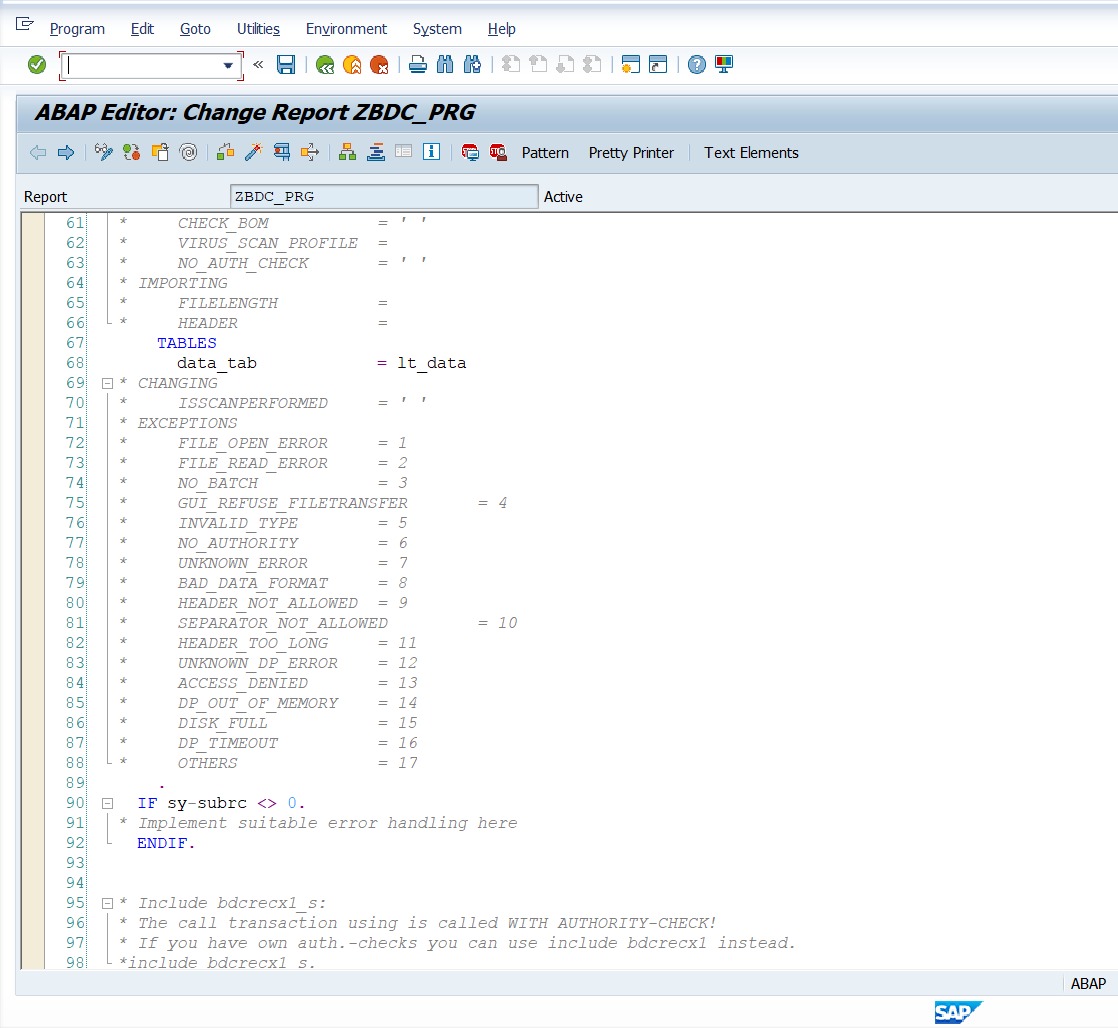 Program Edit Goto Utilities Environment System Help
ABAP Editor: Change Report ZBDC_PRG
Pattern Pretty Printer Text Elements
Report ZBDC_PRG Active
61 * CHECK_BOM = ' '
62 * VIRUS_SCAN_PROFILE =
63 * NO_AUTH_CHECK = ' '
64 * IMPORTING
65 * FILELENGTH =
66 * HEADER =
67 TABLES
68 data_tab = lt_data
69 * CHANGING
70 * ISSCANPERFORMED = ' '
71 * EXCEPTIONS
72 * FILE_OPEN_ERROR = 1
73 * FILE_READ_ERROR = 2
74 * NO_BATCH = 3
75 * GUI_REFUSE_FILETRANSFER = 4
76 * INVALID_TYPE = 5
77 * NO_AUTHORITY = 6
78 * UNKNOWN_ERROR = 7
79 * BAD_DATA_FORMAT = 8
80 * HEADER_NOT_ALLOWED = 9
81 * SEPARATOR_NOT_ALLOWED = 10
82 * HEADER_TOO_LONG = 11
83 * UNKNOWN_DP_ERROR = 12
84 * ACCESS_DENIED = 13
85 * DP_OUT_OF_MEMORY = 14
86 * DISK_FULL = 15
87 * DP_TIMEOUT = 16
88 * OTHERS = 17
89 .
90 IF sy-subrc <> 0.
91 * Implement suitable error handling here
92 ENDIF.
93
94
95 * Include bdcrecx1_s:
96 * The call transaction using is called WITH AUTHORITY-CHECK!
97 * If you have own auth.-checks you can use include bdcrecx1 instead.
98 *include bdcrecx1_s.
ABAP
SAP